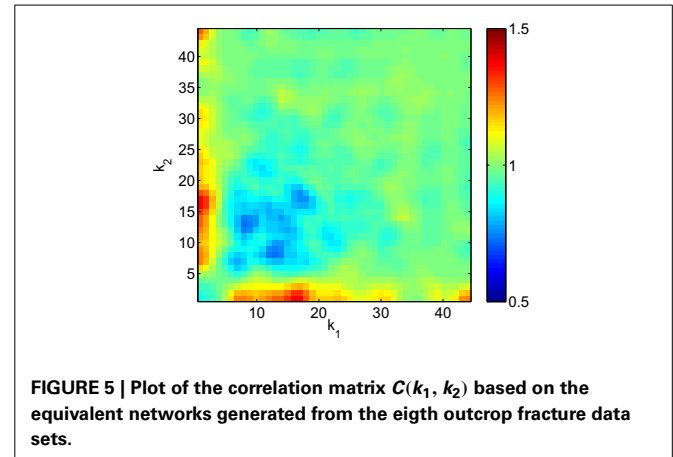 1.5
1
0.5
45
40
35
30
25
20
15
10
5
k2
10 20 30 40
k1
FIGURE 5 | Plot of the correlation matrix C(k1, k2) based on the
equivalent networks generated from the eigth outcrop fracture data
sets.